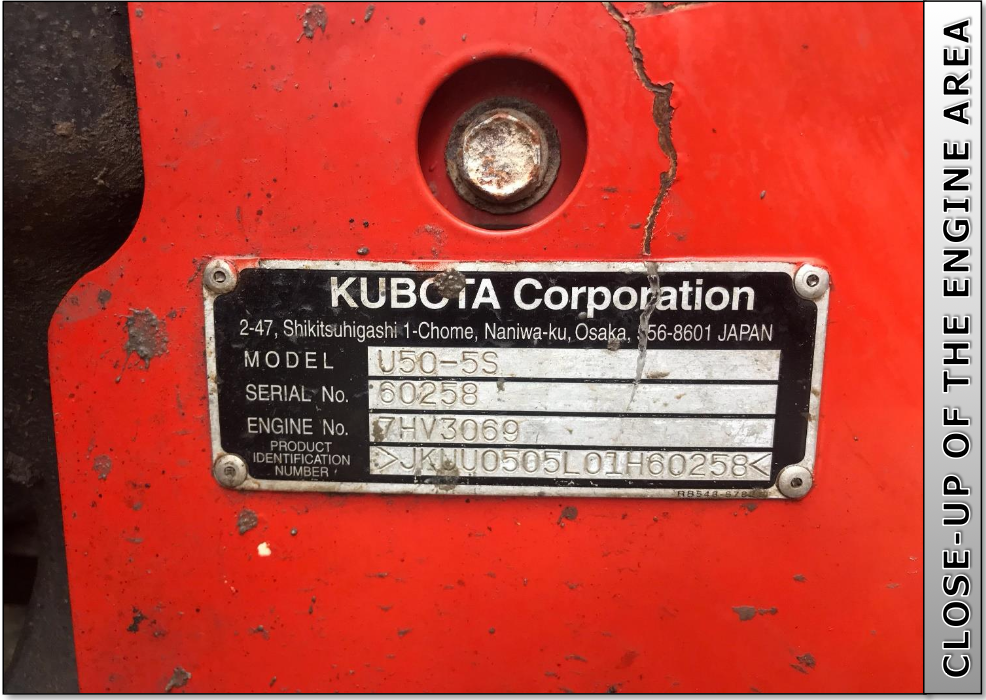 KUBOTA Corporation
2-47, Shikitsuhigashi 1-Chome, Naniwa-ku, Osaka, 556-8601 JAPAN
MODEL U50-5S
SERIAL No. 60258
ENGINE No. 7HV3069
PRODUCT IDENTIFICATION NUMBER >JKUU0505L01H60258<
CLOSE-UP OF THE ENGINE AREA